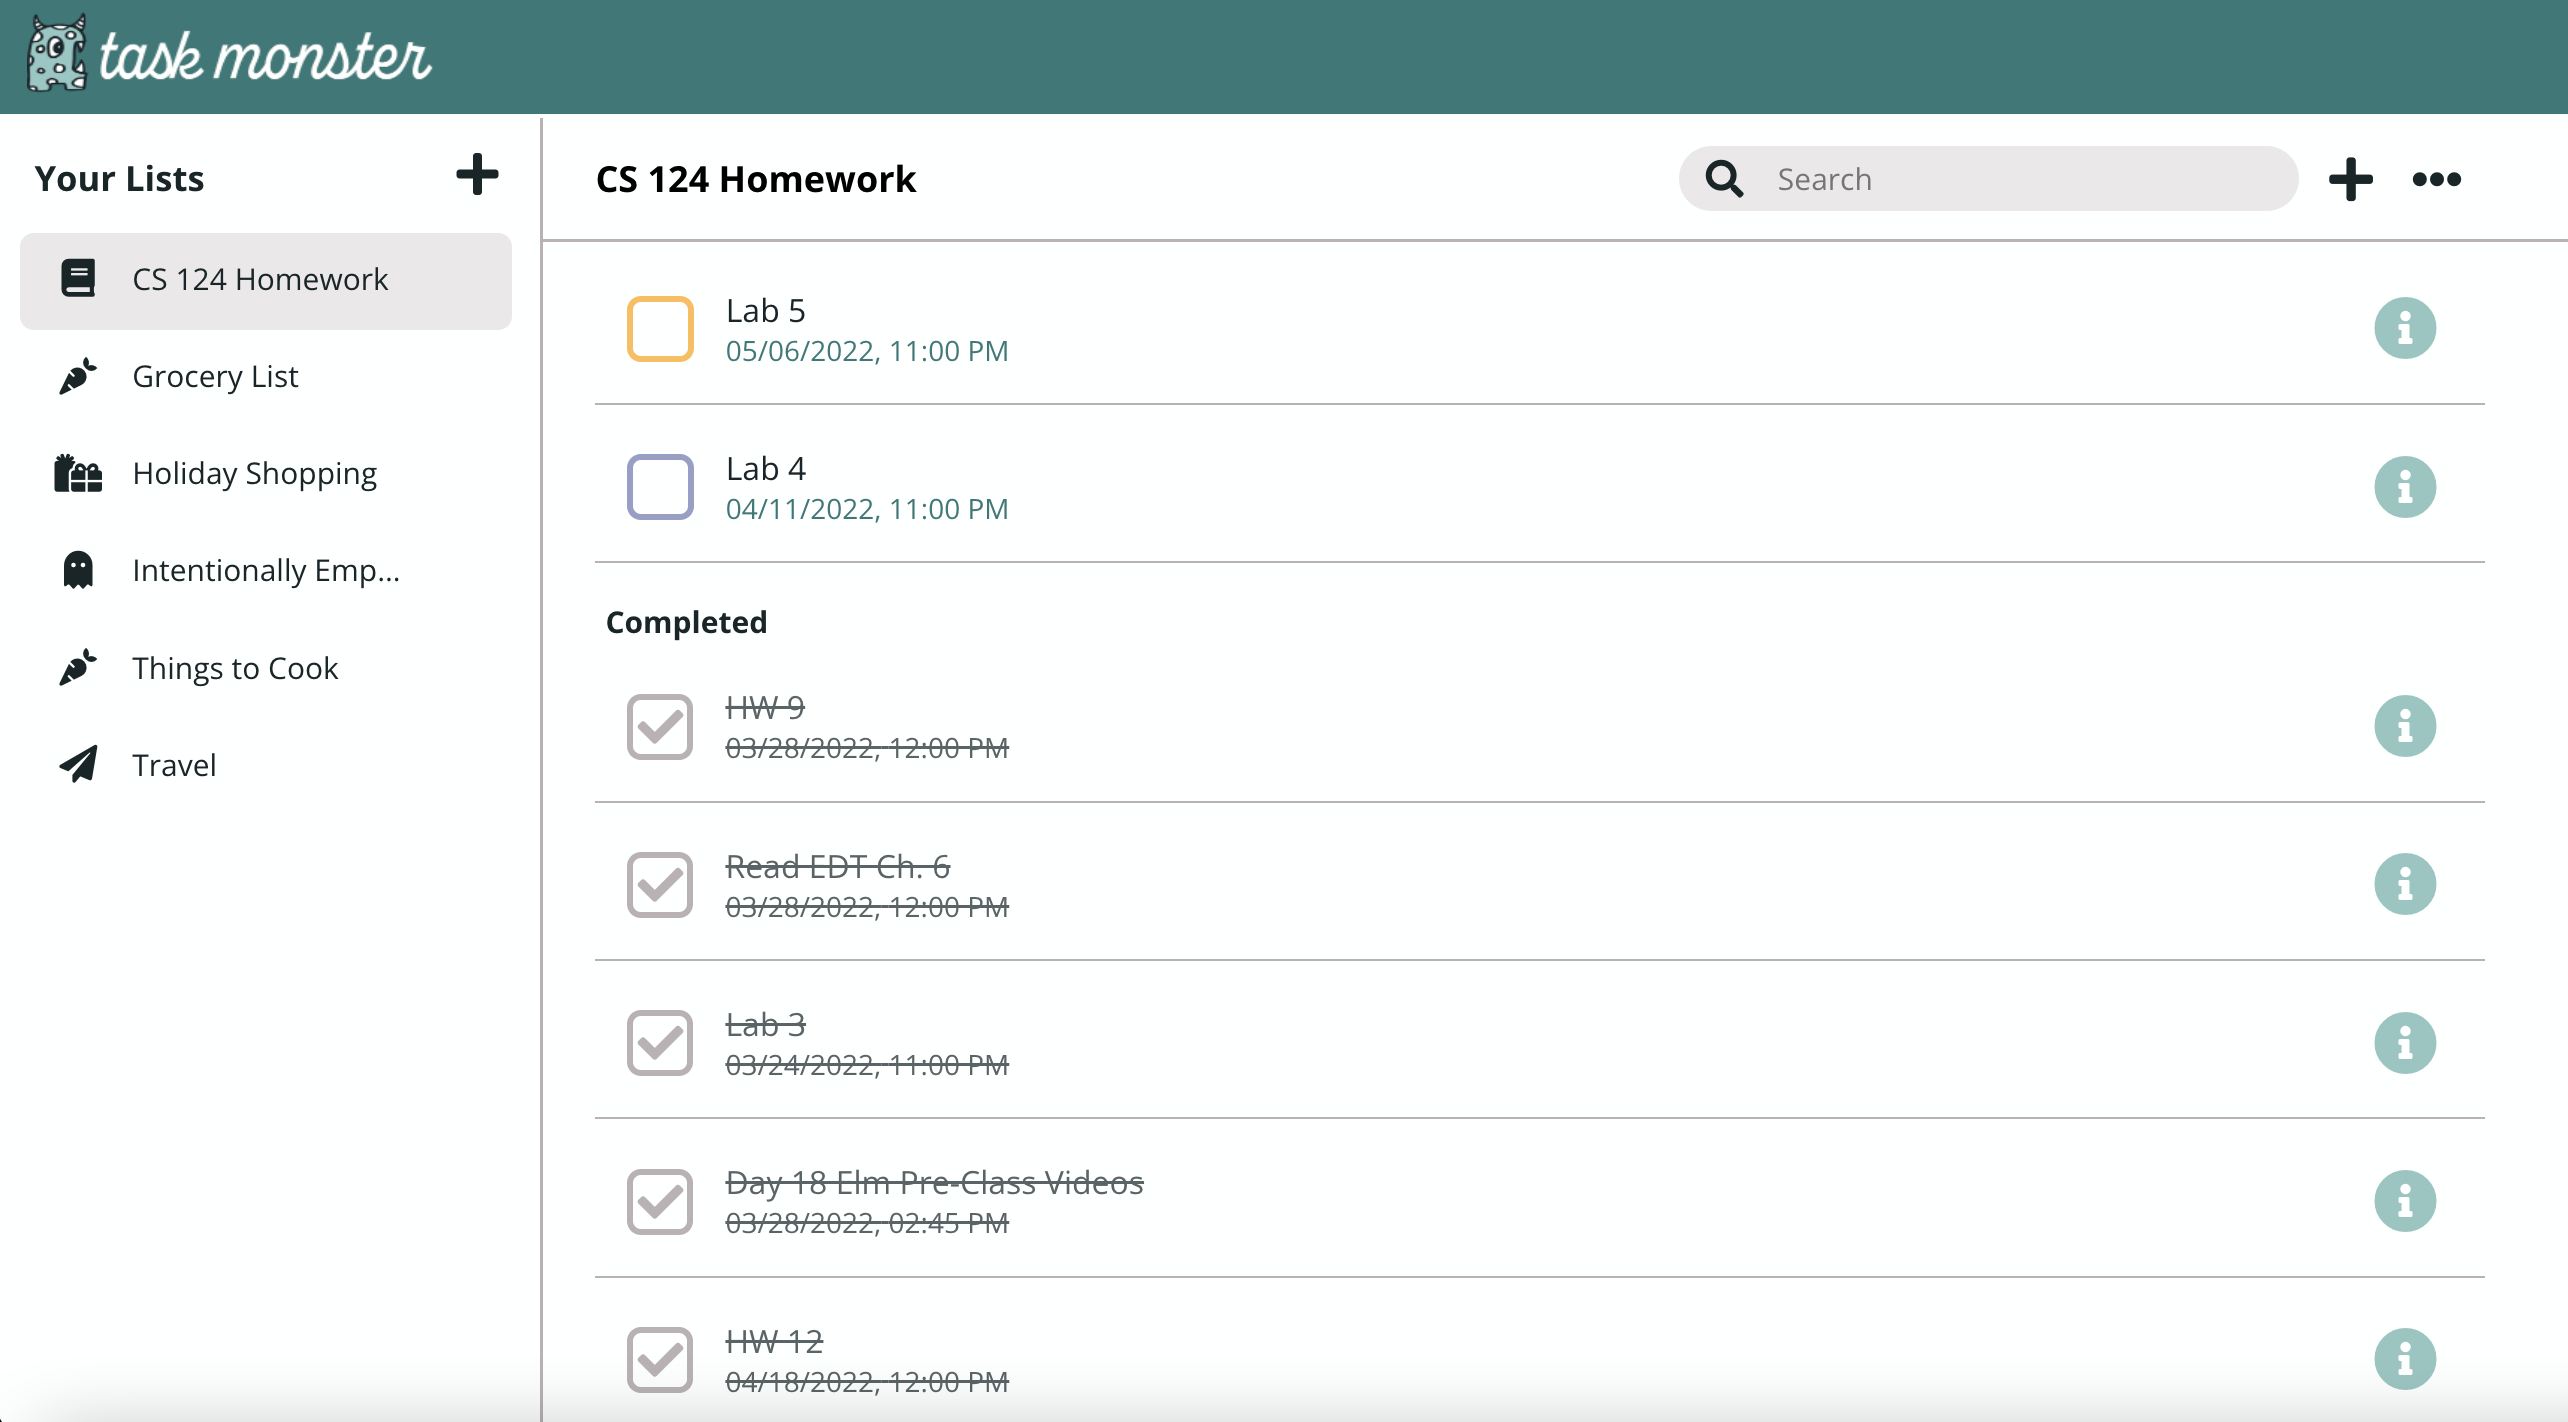 task monster
Your Lists
CS 124 Homework
Grocery List
Holiday Shopping
Intentionally Emp...
Things to Cook
Travel
CS 124 Homework
Search
Lab 5
05/06/2022, 11:00 PM
Lab 4
04/11/2022, 11:00 PM
Completed
HW 9
03/28/2022, 12:00 PM
Read EDT Ch. 6
03/28/2022, 12:00 PM
Lab 3
03/24/2022, 11:00 PM
Day 18 Elm Pre-Class Videos
03/28/2022, 02:45 PM
HW 12
04/18/2022, 12:00 PM